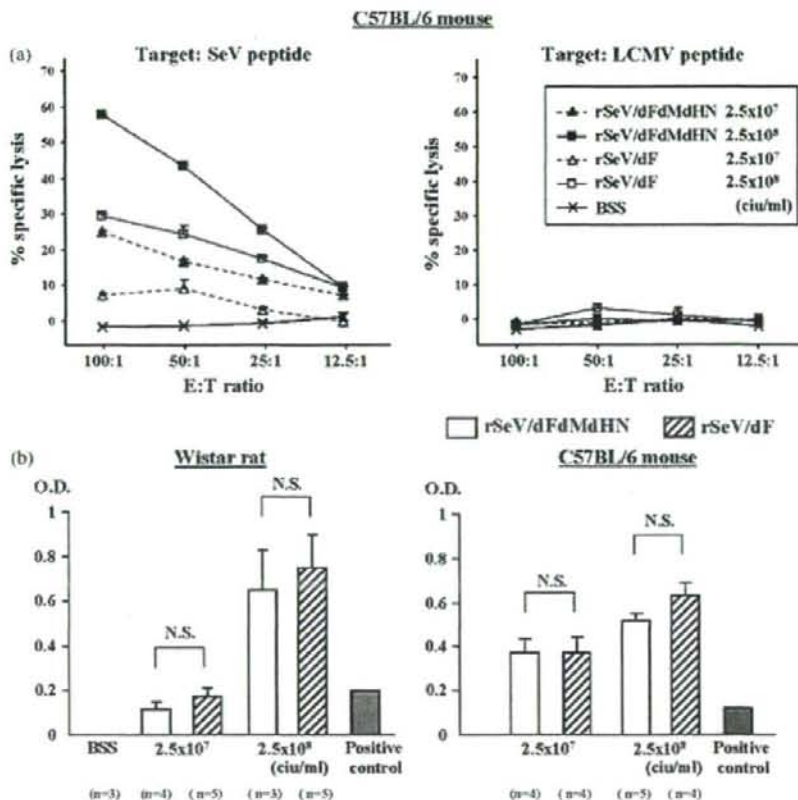 C57BL/6 mouse
(a)
Target: SeV peptide
Target: LCMV peptide
% specific lysis
70
60
50
40
30
20
10
0
100:1
50:1
25:1
12.5:1
E:T ratio
% specific lysis
70
60
50
40
30
20
10
0
100:1
50:1
25:1
12.5:1
E:T ratio
rSeV/dFdMdHN 2.5x10⁷
rSeV/dFdMdHN 2.5x10⁸
rSeV/dF 2.5x10⁷
rSeV/dF 2.5x10⁸
BSS (ciu/ml)
rSeV/dFdMdHN
rSeV/dF
(b)
Wistar rat
O.D.
1
0.8
0.6
0.4
0.2
0
N.S.
N.S.
BSS
2.5x10⁷
2.5x10⁸
(ciu/ml)
Positive
control
(n=3)
(n=4)
(n=5)
(n=3)
(n=5)
C57BL/6 mouse
O.D.
1
0.8
0.6
0.4
0.2
0
N.S.
N.S.
2.5x10⁷
2.5x10⁸
(ciu/ml)
Positive
control
(n=4)
(n=4)
(n=5)
(n=4)